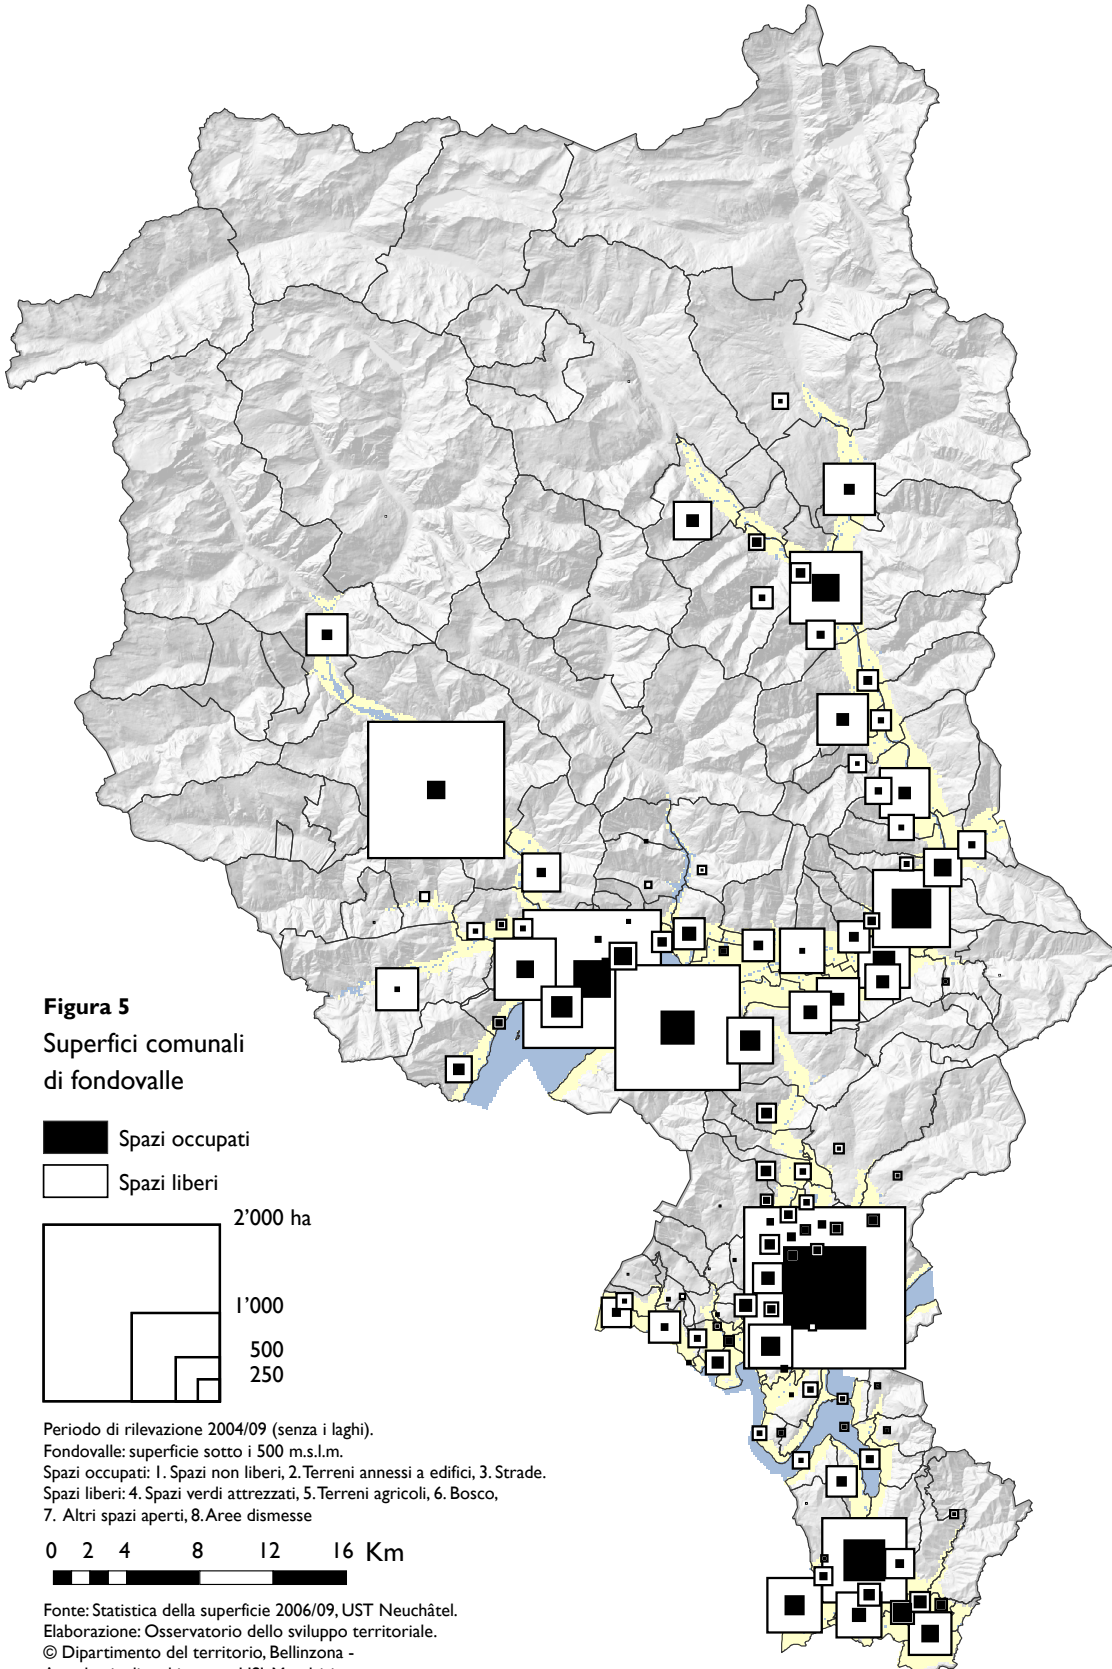 Figura 5
Superfici comunali
di fondovalle
Spazi occupati
Spazi liberi
2’000 ha
1’000
500
250
Periodo di rilevazione 2004/09 (senza i laghi).
Fondovalle: superficie sotto i 500 m.s.l.m.
Spazi occupati: 1. Spazi non liberi, 2. Terreni annessi a edifici, 3. Strade.
Spazi liberi: 4. Spazi verdi attrezzati, 5. Terreni agricoli, 6. Bosco,
7. Altri spazi aperti, 8. Aree dismesse
0 2 4 8 12 16 Km
Fonte: Statistica della superficie 2006/09, UST Neuchâtel.
Elaborazione: Osservatorio dello sviluppo territoriale.
© Dipartimento del territorio, Bellinzona -